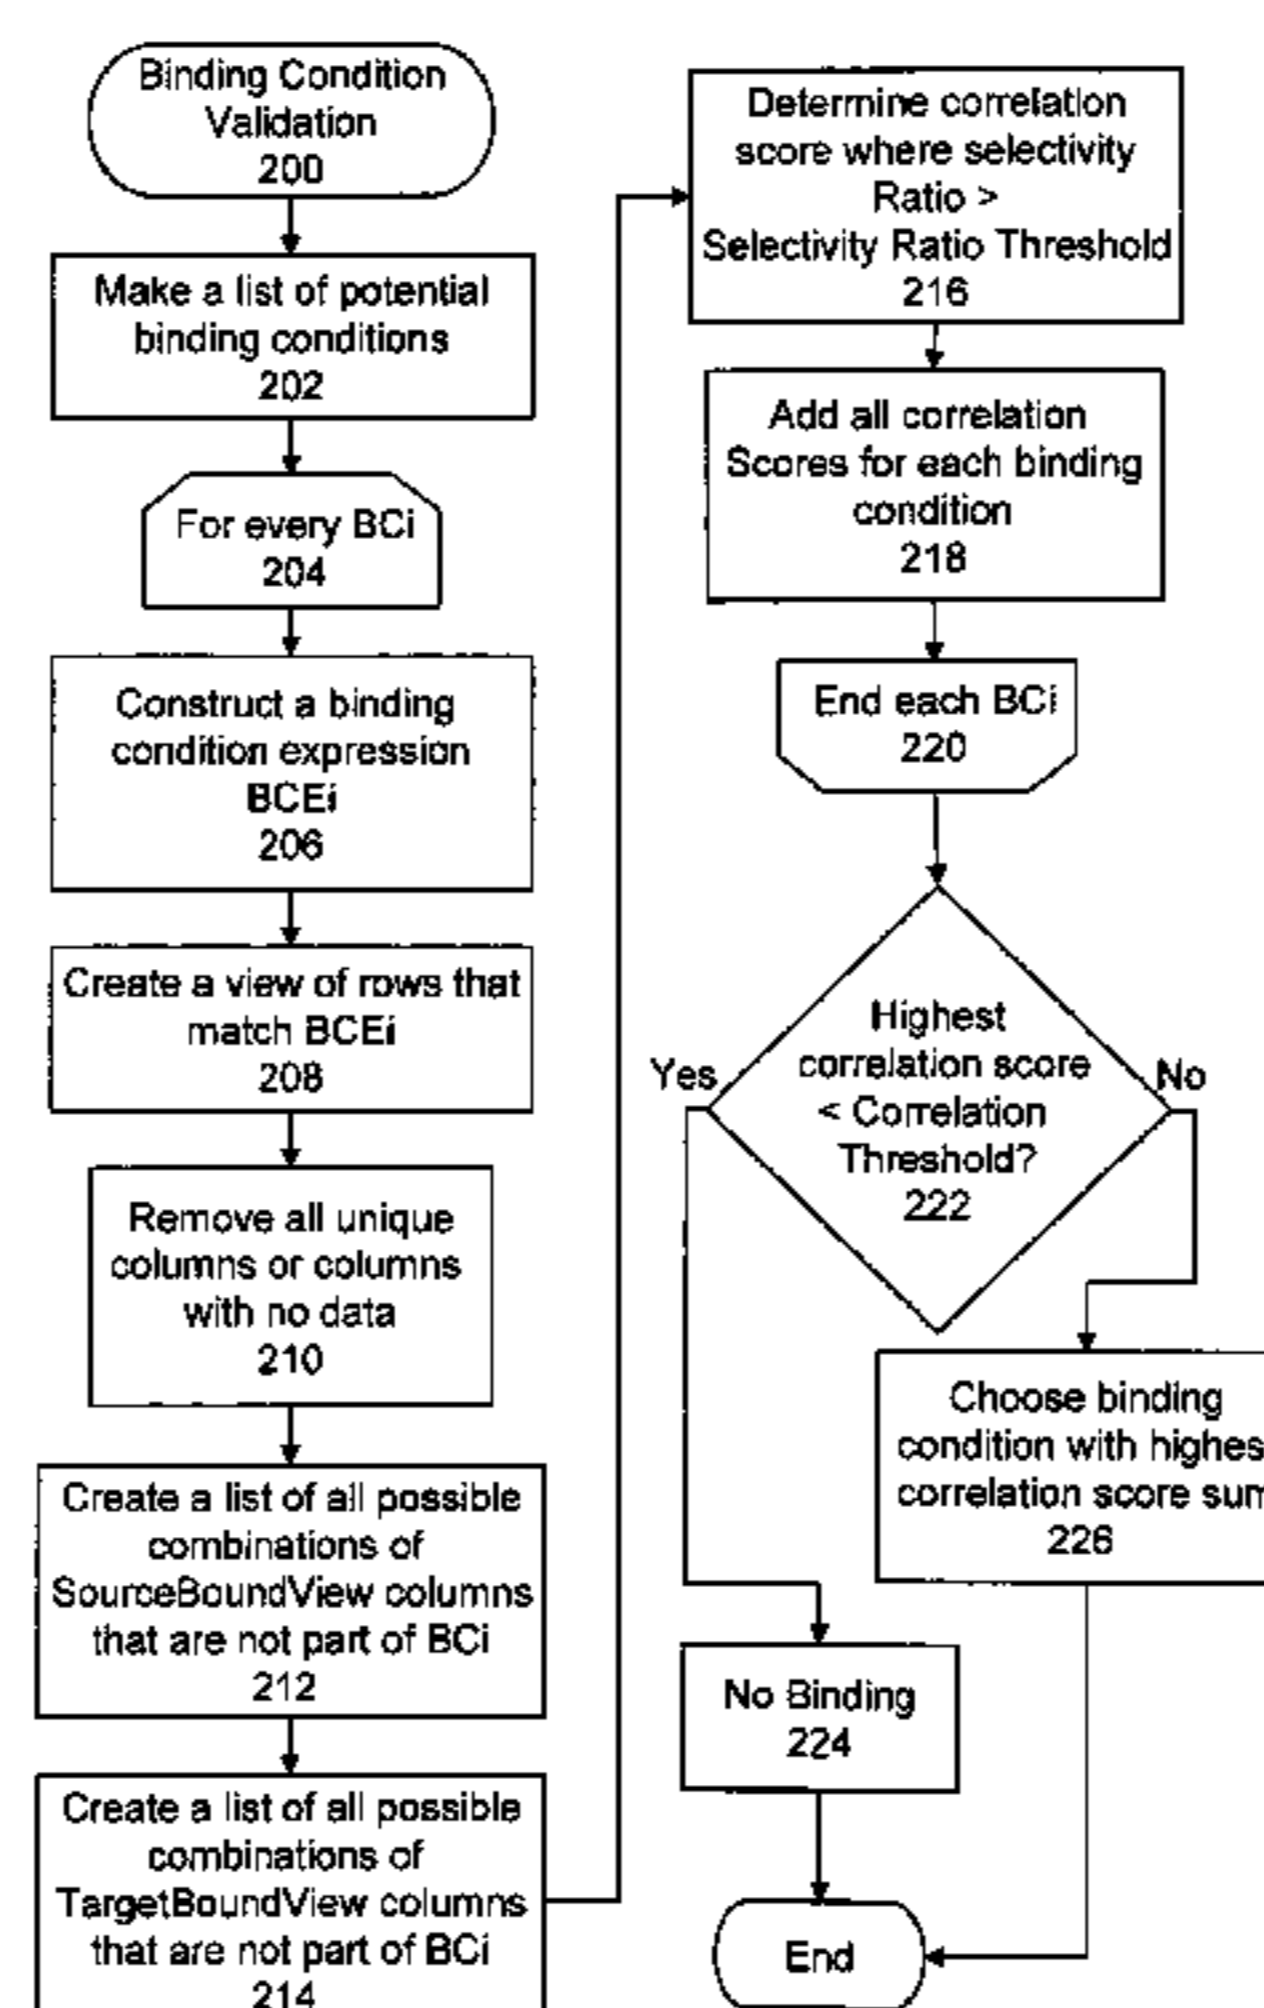 Binding Condition
Validation
200
Make a list of potential
binding conditions
202
For every BCi
204
Construct a binding
condition expression
BCEi
206
Create a view of rows that
match BCEi
208
Remove all unique
columns or columns
with no data
210
Create a list of all possible
combinations of
SourceBoundView columns
that are not part of BCi
212
Create a list of all possible
combinations of
TargetBoundView columns
that are not part of BCi
214
Determine correlation
score where selectivity
Ratio >
Selectivity Ratio Threshold
216
Add all correlation
Scores for each binding
condition
218
End each BCi
220
Highest
correlation score
< Correlation
Threshold?
222
Yes
No
Choose binding
condition with highes
correlation score sum
226
No Binding
224
End